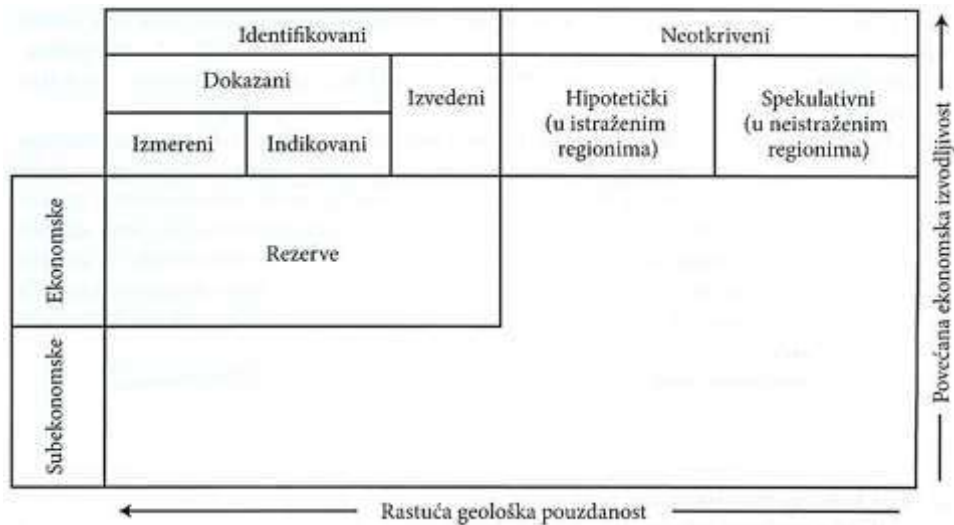 Identifikovani
Neotkriveni
Dokazani
Izvedeni
Hipotetički
(u istraženim
regionima)
Spekulativni
(u neistraženim
regionima)
Izmereni
Indikovani
Ekonomske
Rezerve
Subekonomske
Povećana ekonomska izvodljivost
Rastuća geološka pouzdanost